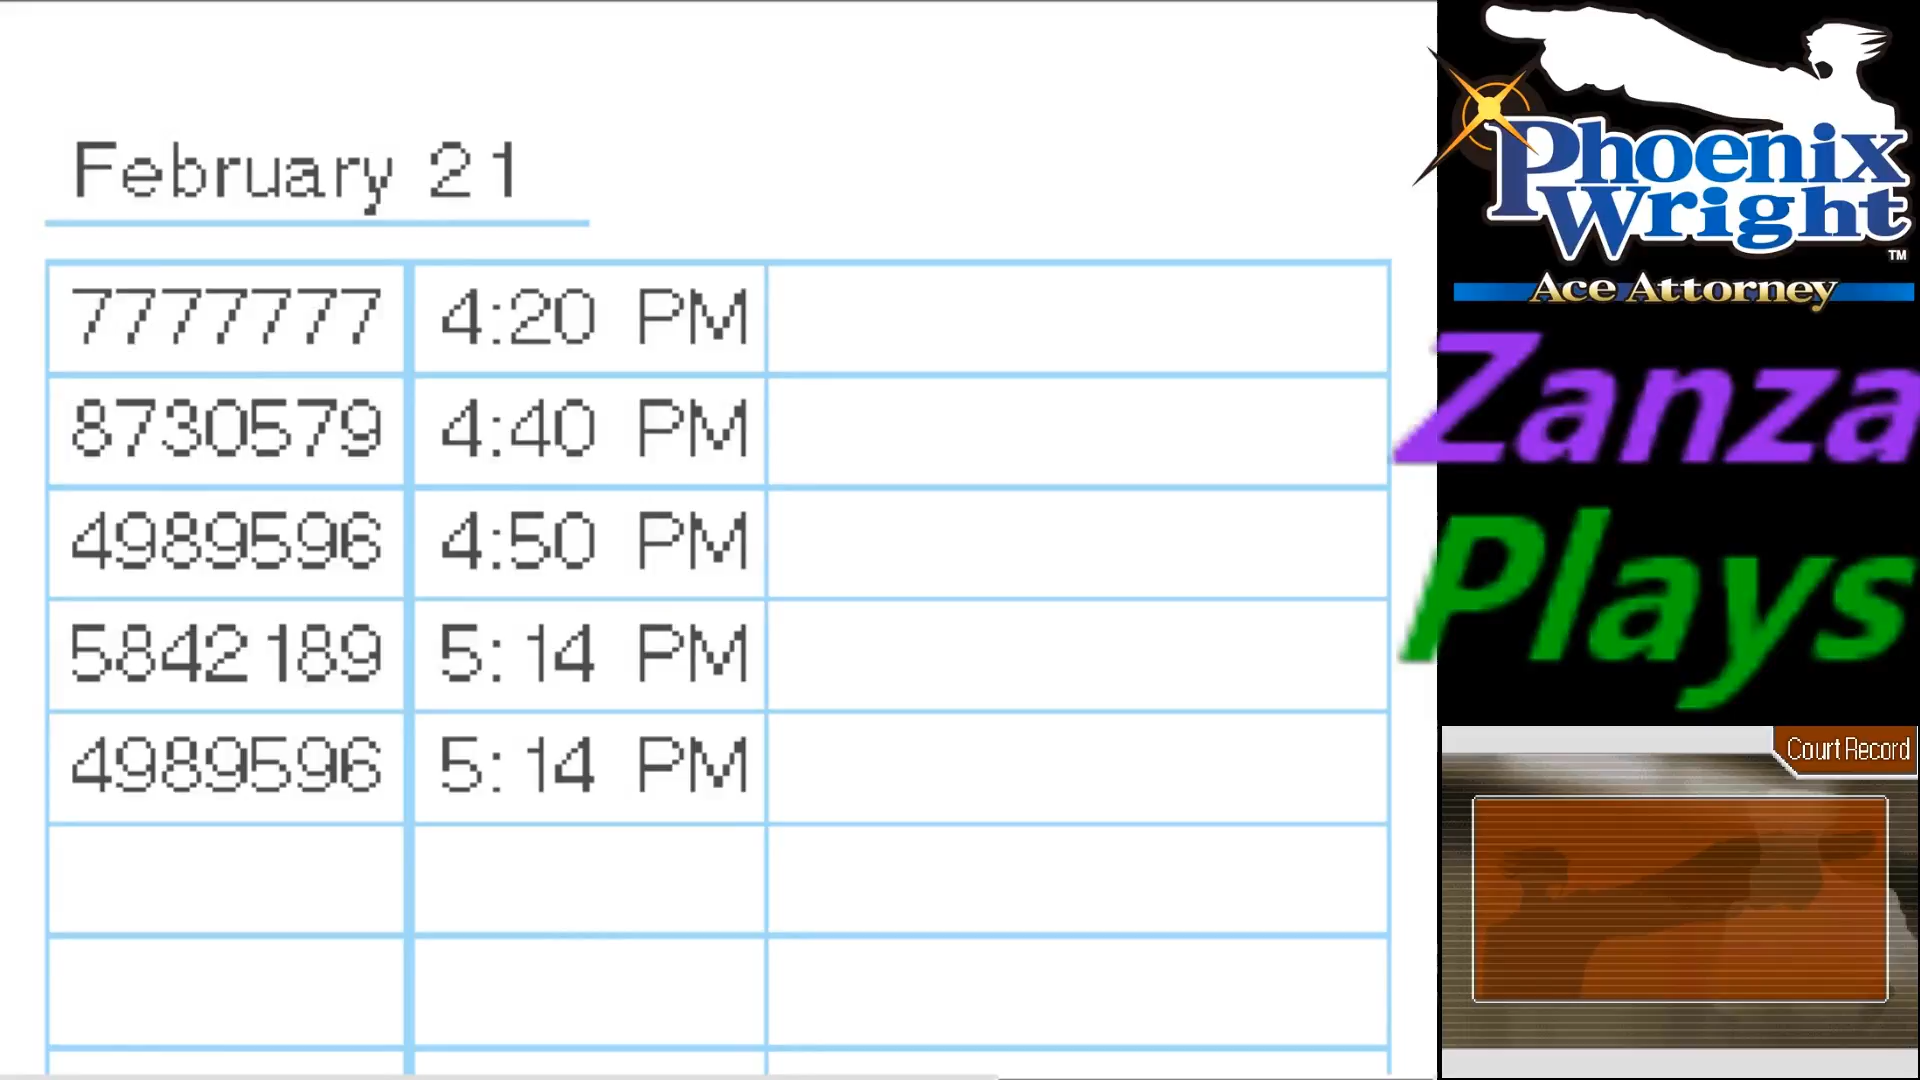 February 21
7777777 4:20 PM
8730579 4:40 PM
4989596 4:50 PM
5842189 5:14 PM
4989596 5:14 PM
Phoenix
Wright
TM
Ace Attorney
Zanza
Plays
Court Record